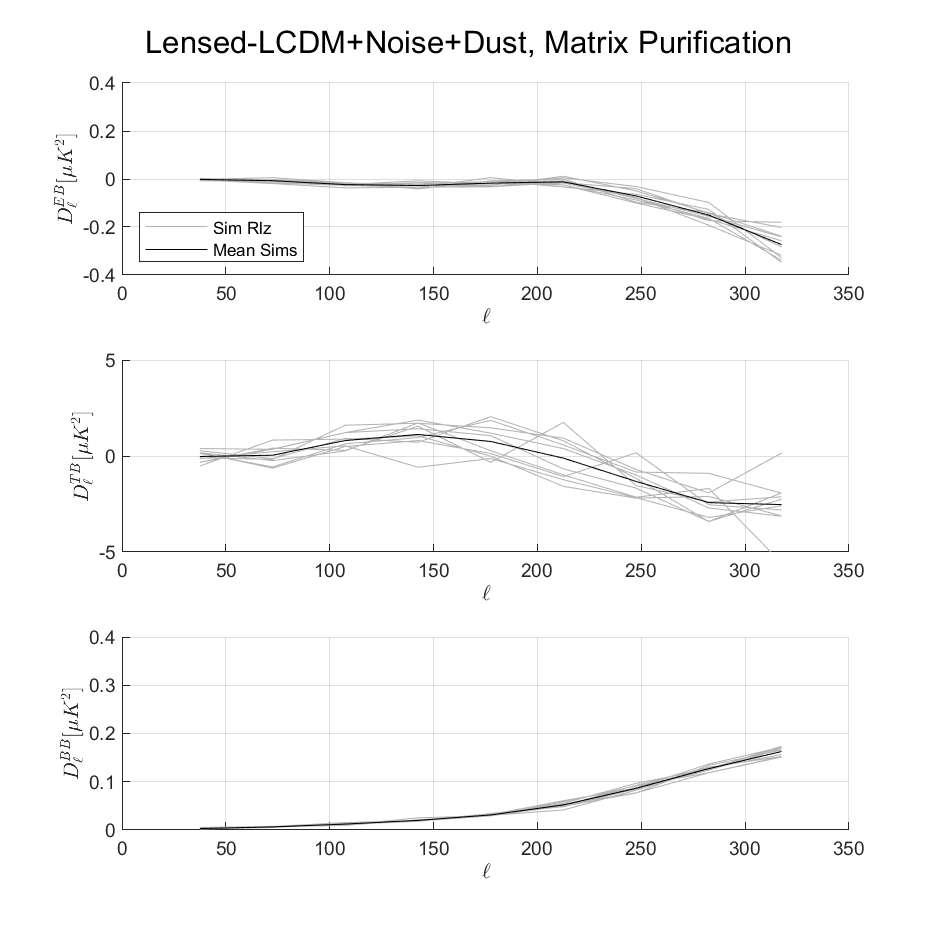 Lensed-LCDM+Noise+Dust, Matrix Purification
0.4
0.2
0
-0.2
-0.4
D_ℓ^{EB}[μK^2]
Sim Rlz
Mean Sims
0 50 100 150 200 250 300 350
ℓ
5
0
-5
D_ℓ^{TB}[μK^2]
0 50 100 150 200 250 300 350
ℓ
0.4
0.3
0.2
0.1
0
D_ℓ^{BB}[μK^2]
0 50 100 150 200 250 300 350
ℓ